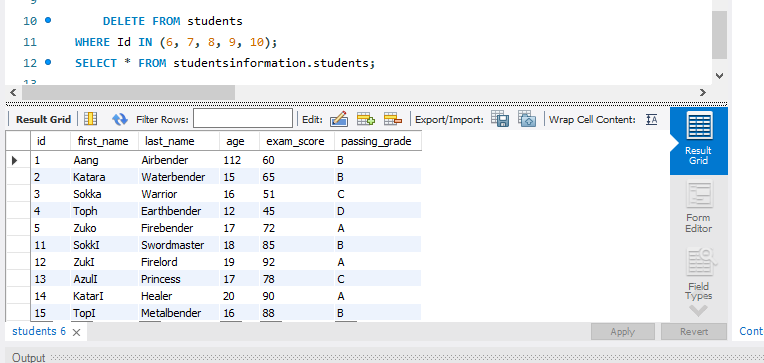 10 DELETE FROM students
11 WHERE Id IN (6, 7, 8, 9, 10);
12 SELECT * FROM studentsinformation.students;
Result Grid Filter Rows: Edit: Export/Import: Wrap Cell Content: IA
id first_name last_name age exam_score passing_grade
1 Aang Airbender 112 60 B
2 Katara Waterbender 15 65 B
3 Sokka Warrior 16 51 C
4 Toph Earthbender 12 45 D
5 Zuko Firebender 17 72 A
11 SokkI Swordmaster 18 85 B
12 ZukI Firelord 19 92 A
13 AzulI Princess 17 78 C
14 KatarI Healer 20 90 A
15 TopI Metalbender 16 88 B
Result
Grid
Form
Editor
Field
Types
students 6 Apply Revert Cont
Output